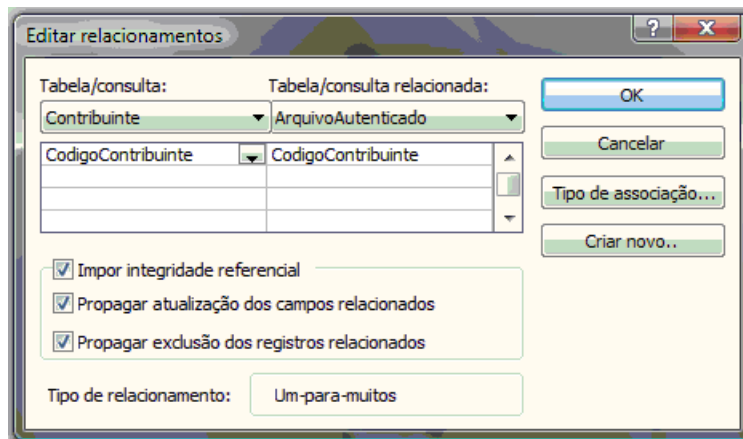 Editar relacionamentos
Tabela/consulta: Tabela/consulta relacionada:
Contribuinte ArquivoAutenticado
CodigoContribuinte CodigoContribuinte
OK
Cancelar
Tipo de associação...
Criar novo..
Impor integridade referencial
Propagar atualização dos campos relacionados
Propagar exclusão dos registros relacionados
Tipo de relacionamento: Um-para-muitos